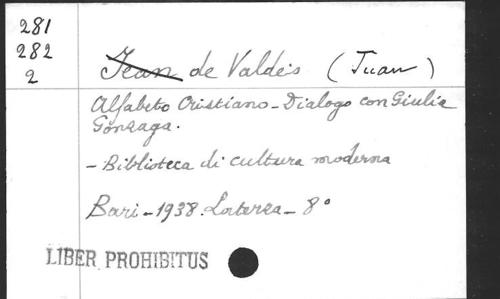 281
282
2
Jean de Valdés (Juan)
Alfabeto Cristiano - Dialogo con Giulia
Gonzaga.
- Biblioteca di cultura moderna
Bari - 1938. Laterza - 8°
LIBER PROHIBITUS